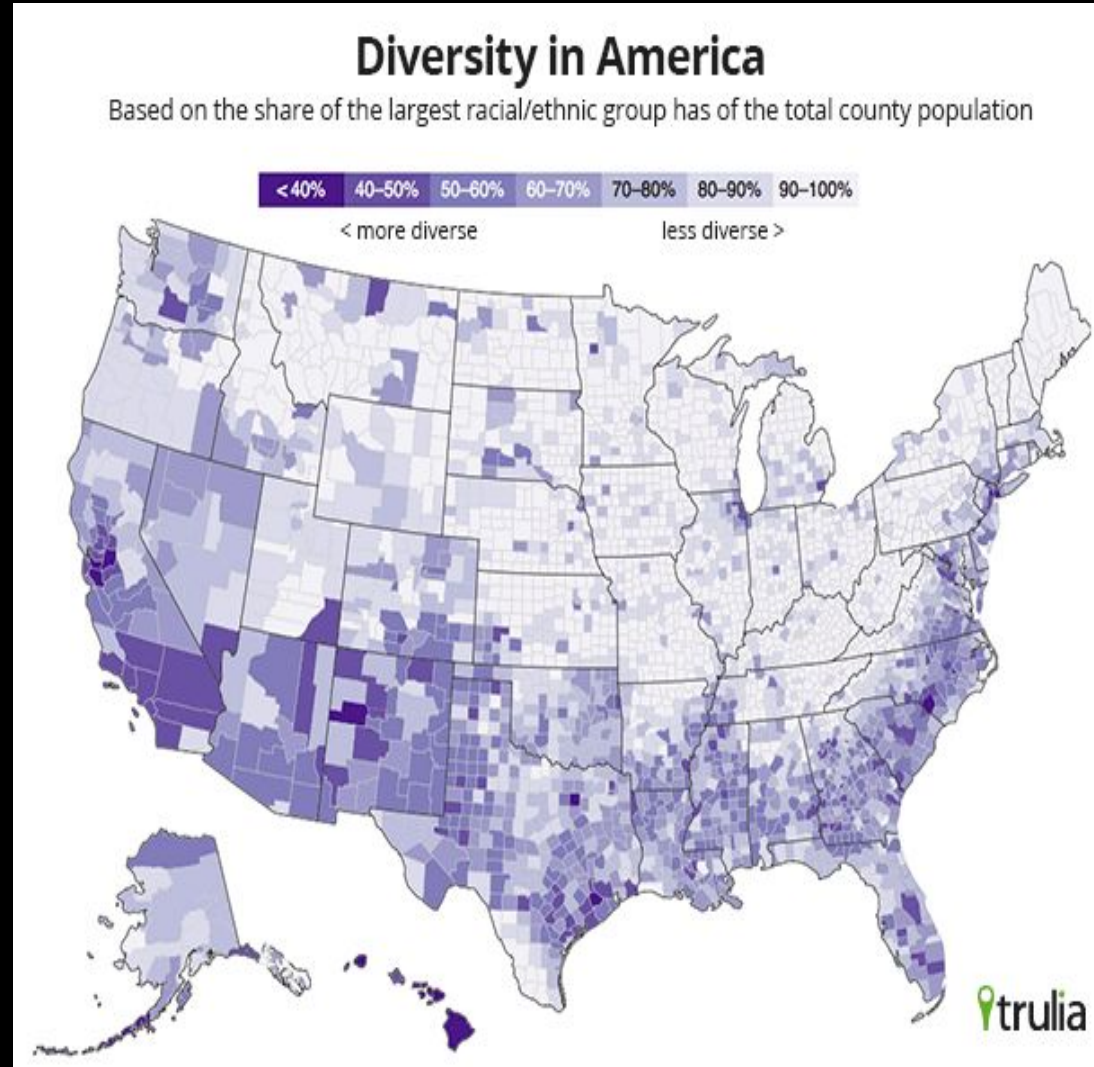 Diversity in America
Based on the share of the largest racial/ethnic group has of the total county population
<40% 40–50% 50–60% 60–70% 70–80% 80–90% 90–100%
< more diverse less diverse >
trulia